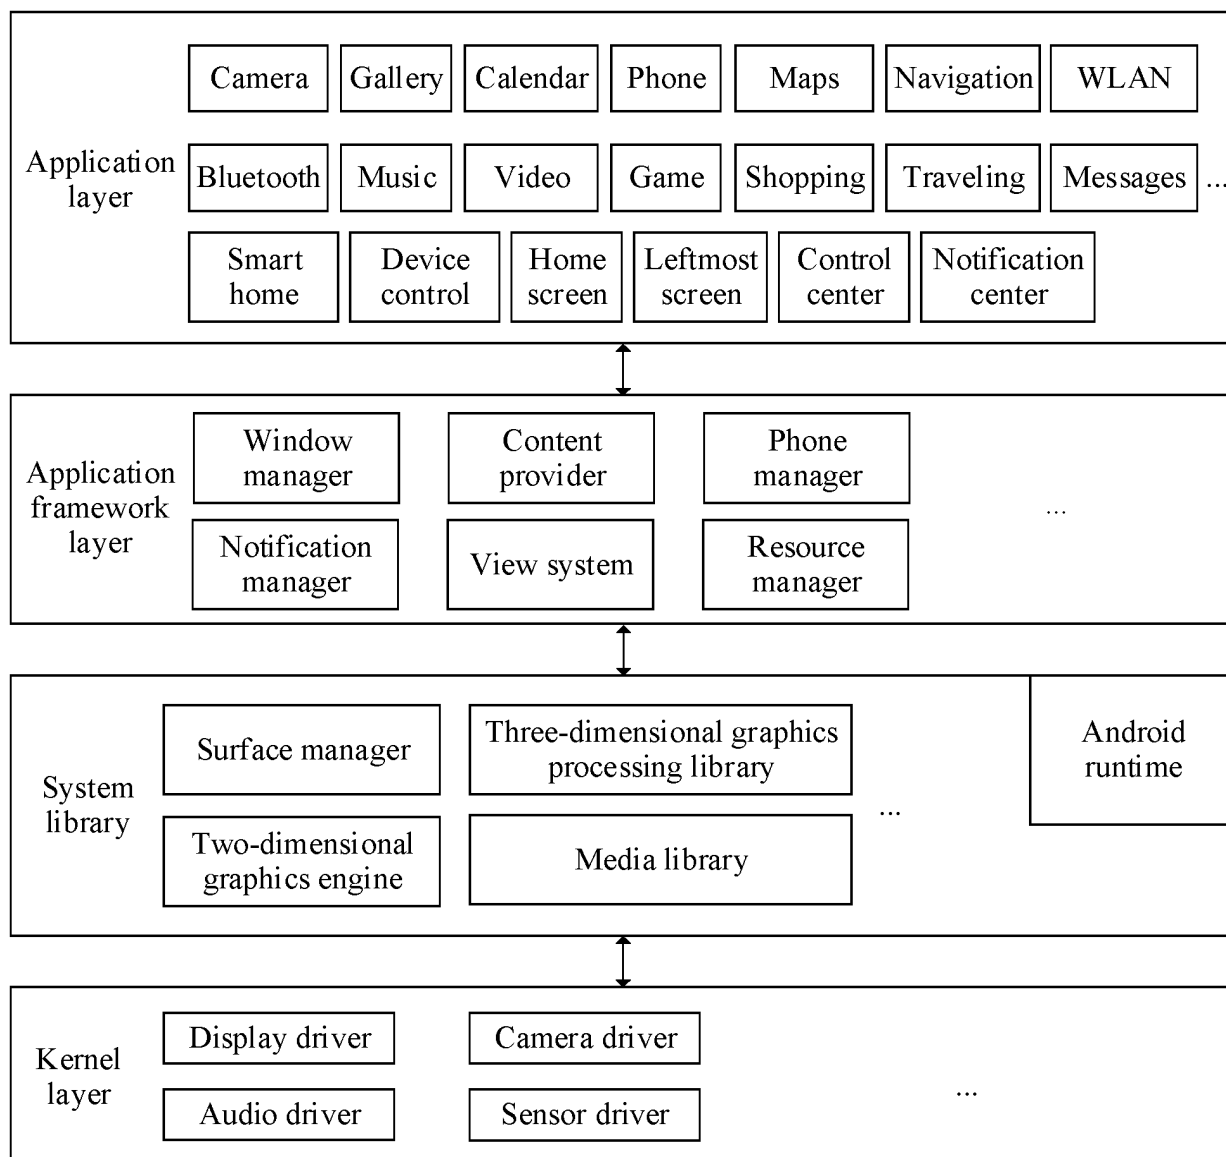 Camera
Gallery
Calendar
Phone
Maps
Navigation
WLAN
Application
layer
Bluetooth
Music
Video
Game
Shopping
Traveling
Messages
...
Smart
home
Device
control
Home
screen
Leftmost
screen
Control
center
Notification
center
Application
framework
layer
Window
manager
Content
provider
Phone
manager
...
Notification
manager
View system
Resource
manager
System
library
Surface manager
Three-dimensional graphics
processing library
...
Android
runtime
Two-dimensional
graphics engine
Media library
Kernel
layer
Display driver
Camera driver
Audio driver
Sensor driver
...